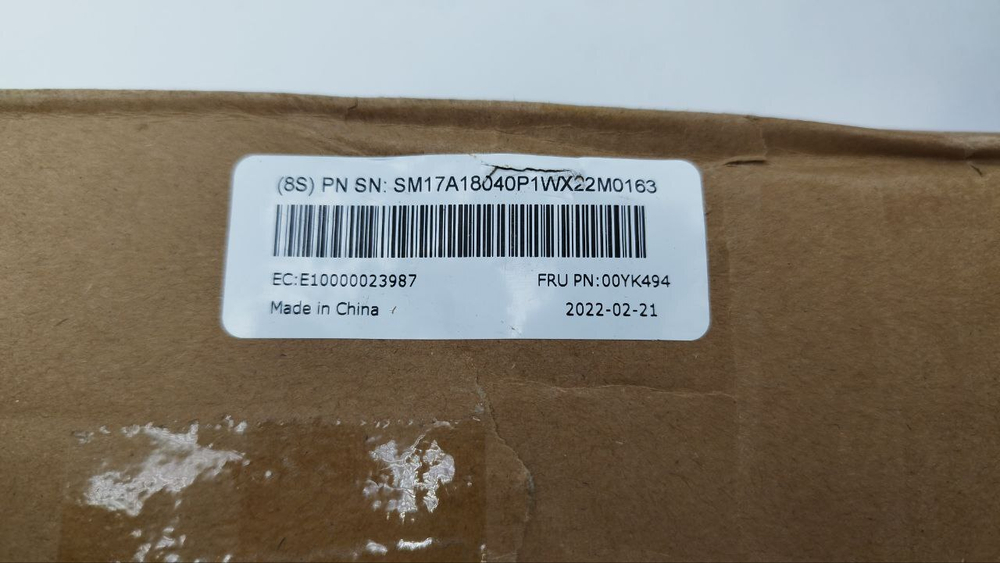 (8S) PN SN: SM17A18040P1WX22M0163
EC:E10000023987
FRU PN:00YK494
Made in China
2022-02-21